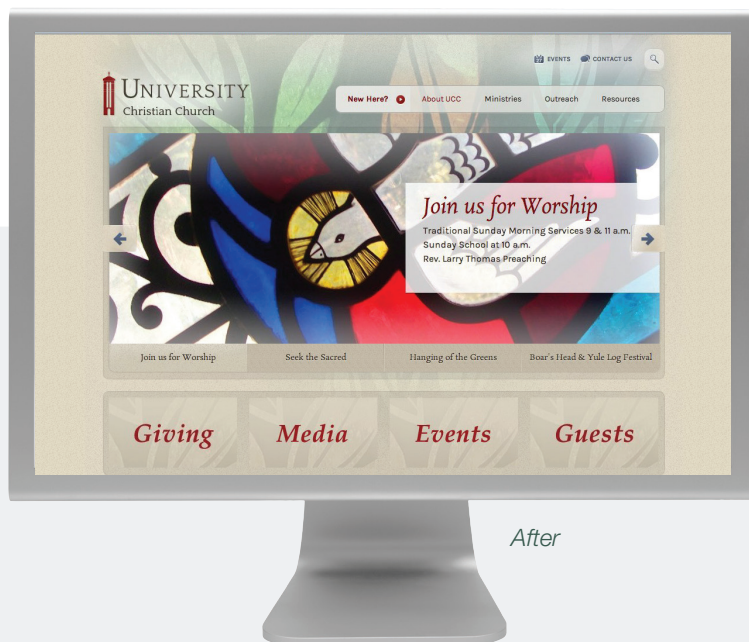 EVENTS CONTACT US
UNIVERSITY
Christian Church
New Here? About UCC Ministries Outreach Resources
Join us for Worship
Traditional Sunday Morning Services 9 & 11 a.m.
Sunday School at 10 a.m.
Rev. Larry Thomas Preaching
Join us for Worship Seek the Sacred Hanging of the Greens Boar's Head & Yule Log Festival
Giving Media Events Guests
After